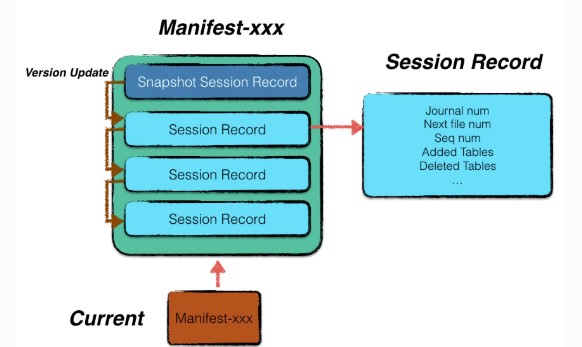 Manifest-xxx
Session Record
Version Update
Snapshot Session Record
Session Record
Session Record
Session Record
Journal num
Next file num
Seq num
Added Tables
Deleted Tables
...
Current
Manifest-xxx